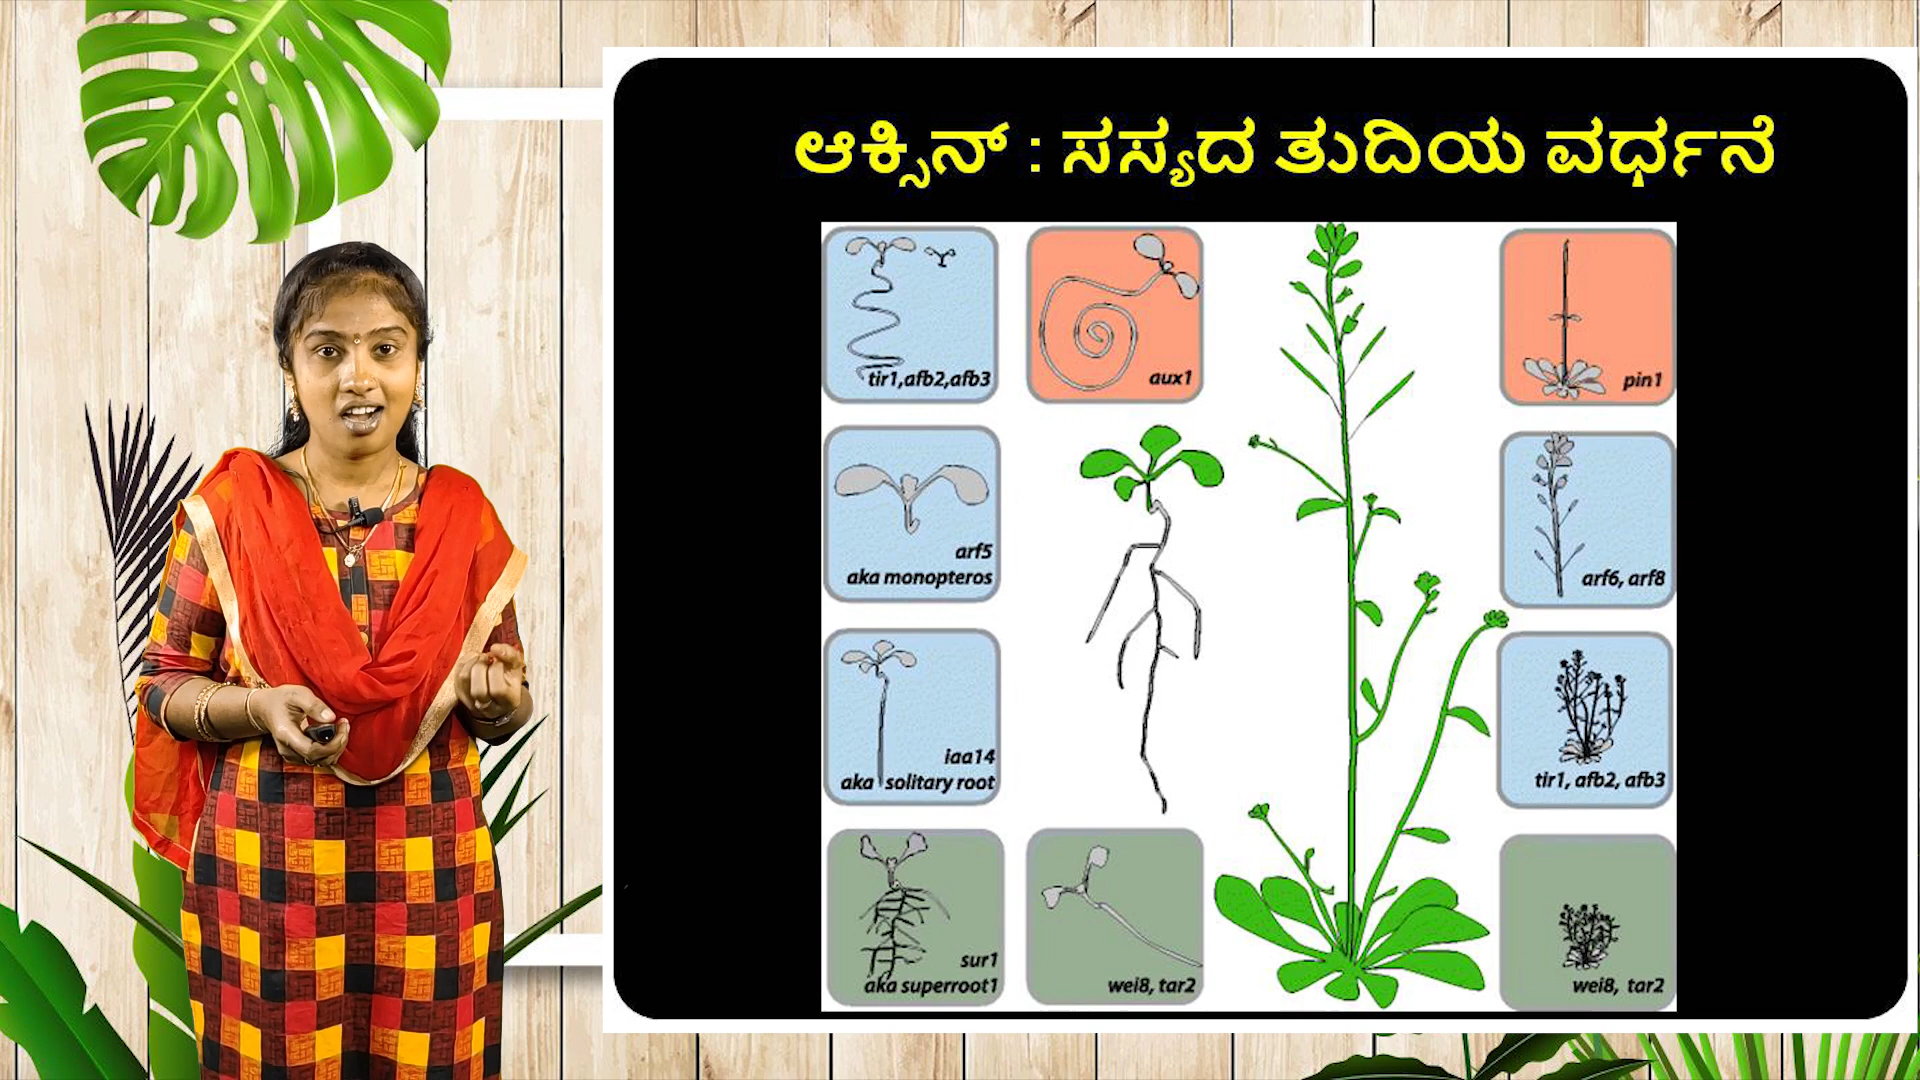 ಆಕ್ಸಿನ್ : ಸಸ್ಯದ ತುದಿಯ ವರ್ಧನೆ
tir1,afb2,afb3
aux1
pin1
arf5
aka monopteros
arf6, arf8
iaa14
aka solitary root
tir1, afb2, afb3
sur1
aka superroot1
wei8, tar2
wei8, tar2